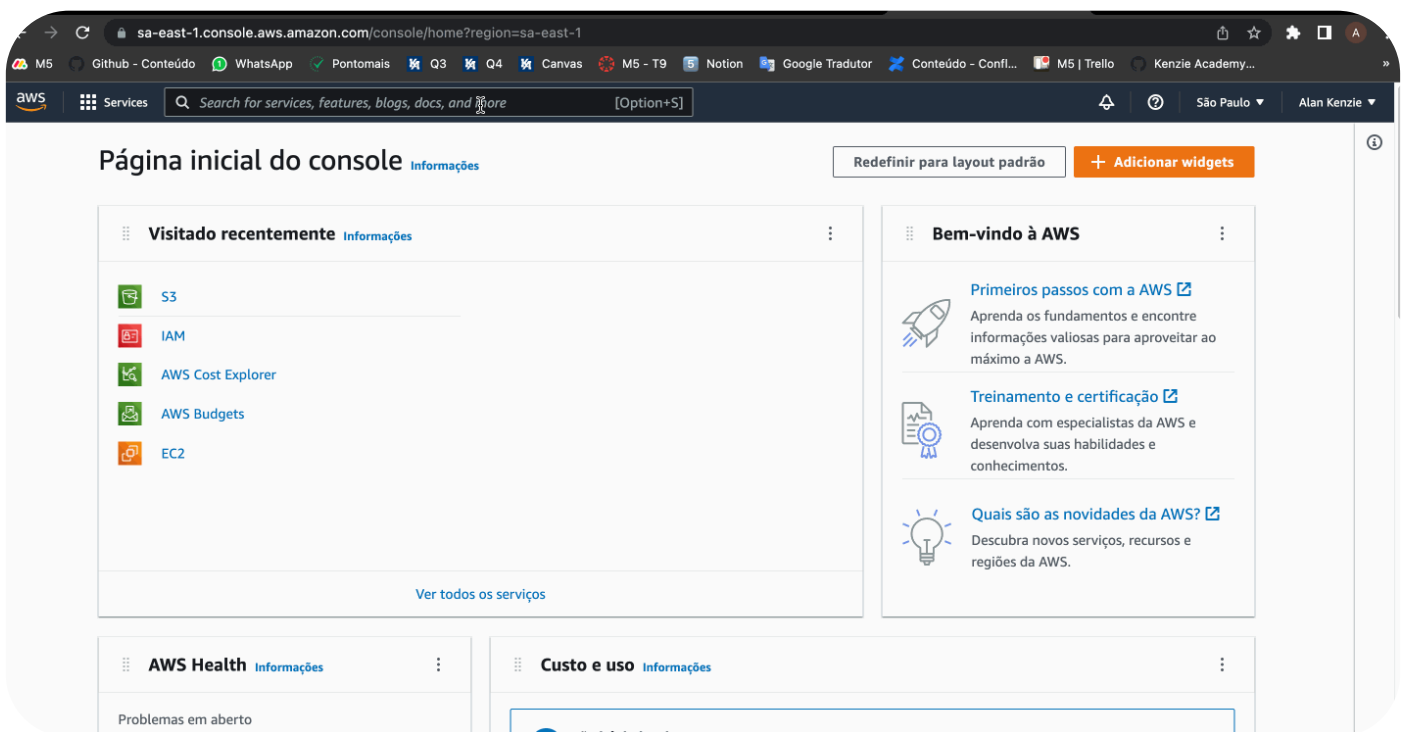 sa-east-1.console.aws.amazon.com/console/home?region=sa-east-1
A
M5 Github - Conteúdo WhatsApp Pontomais Q3 Q4 Canvas M5 - T9 Notion Google Tradutor Conteúdo - Confl... M5 | Trello Kenzie Academy... »
aws Services Search for services, features, blogs, docs, and more [Option+S] São Paulo ▼ Alan Kenzie ▼
Página inicial do console Informações
Redefinir para layout padrão
+ Adicionar widgets
Visitado recentemente Informações
S3
IAM
AWS Cost Explorer
AWS Budgets
EC2
Ver todos os serviços
Bem-vindo à AWS
Primeiros passos com a AWS
Aprenda os fundamentos e encontre
informações valiosas para aproveitar ao
máximo a AWS.
Treinamento e certificação
Aprenda com especialistas da AWS e
desenvolva suas habilidades e
conhecimentos.
Quais são as novidades da AWS?
Descubra novos serviços, recursos e
regiões da AWS.
AWS Health Informações
Problemas em aberto
Custo e uso Informações